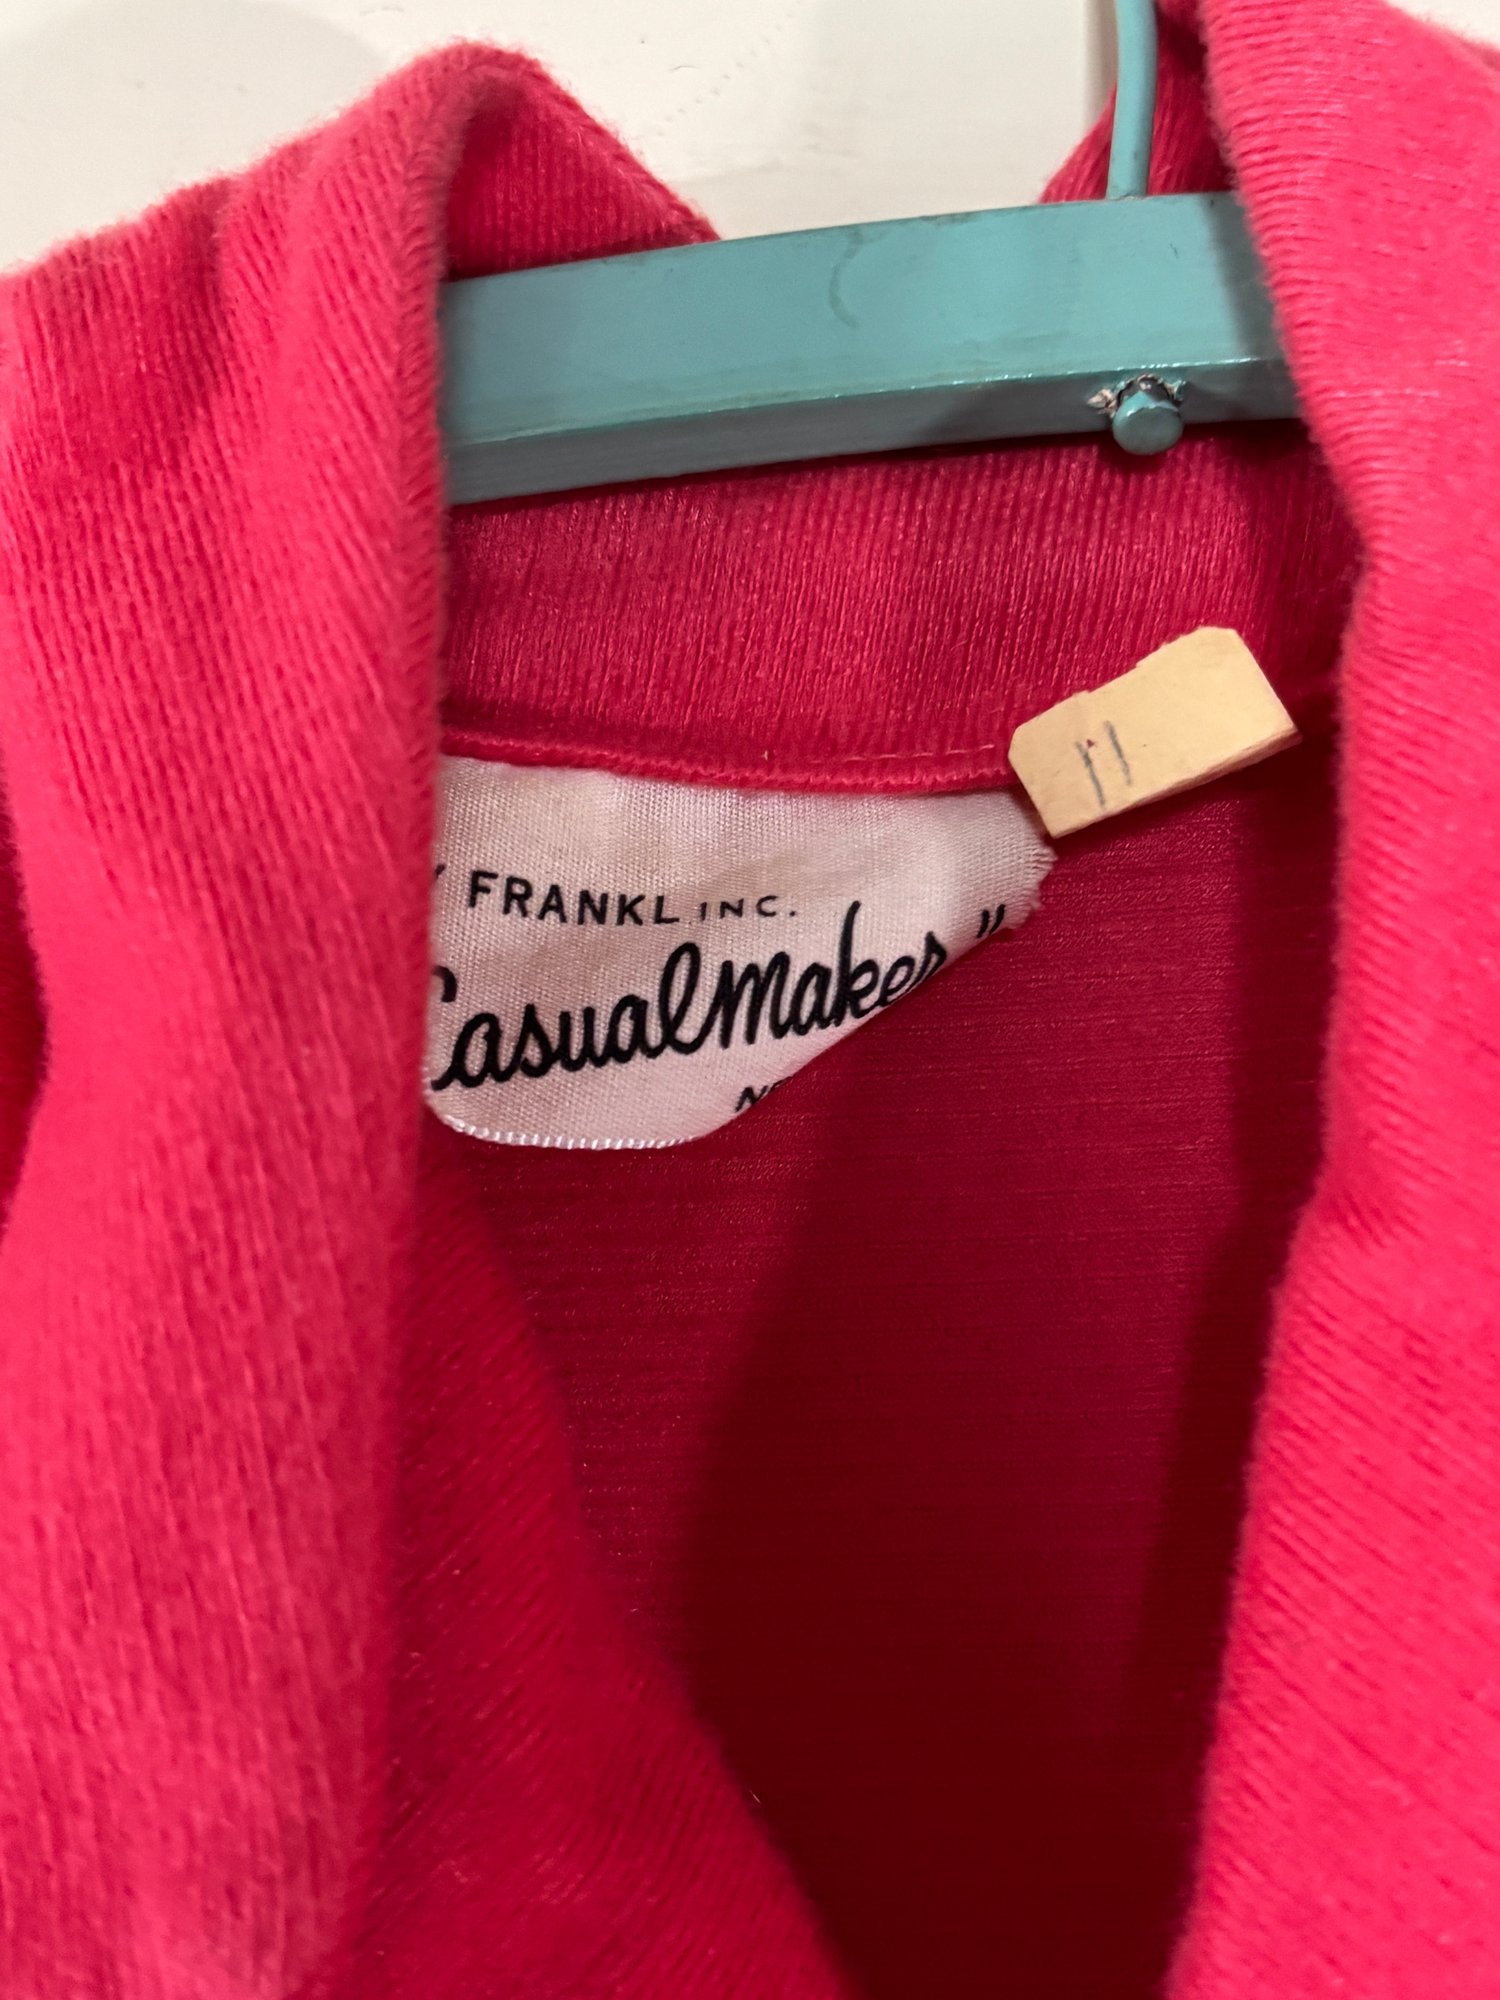 FRANKL INC.
Casualmaker"
11